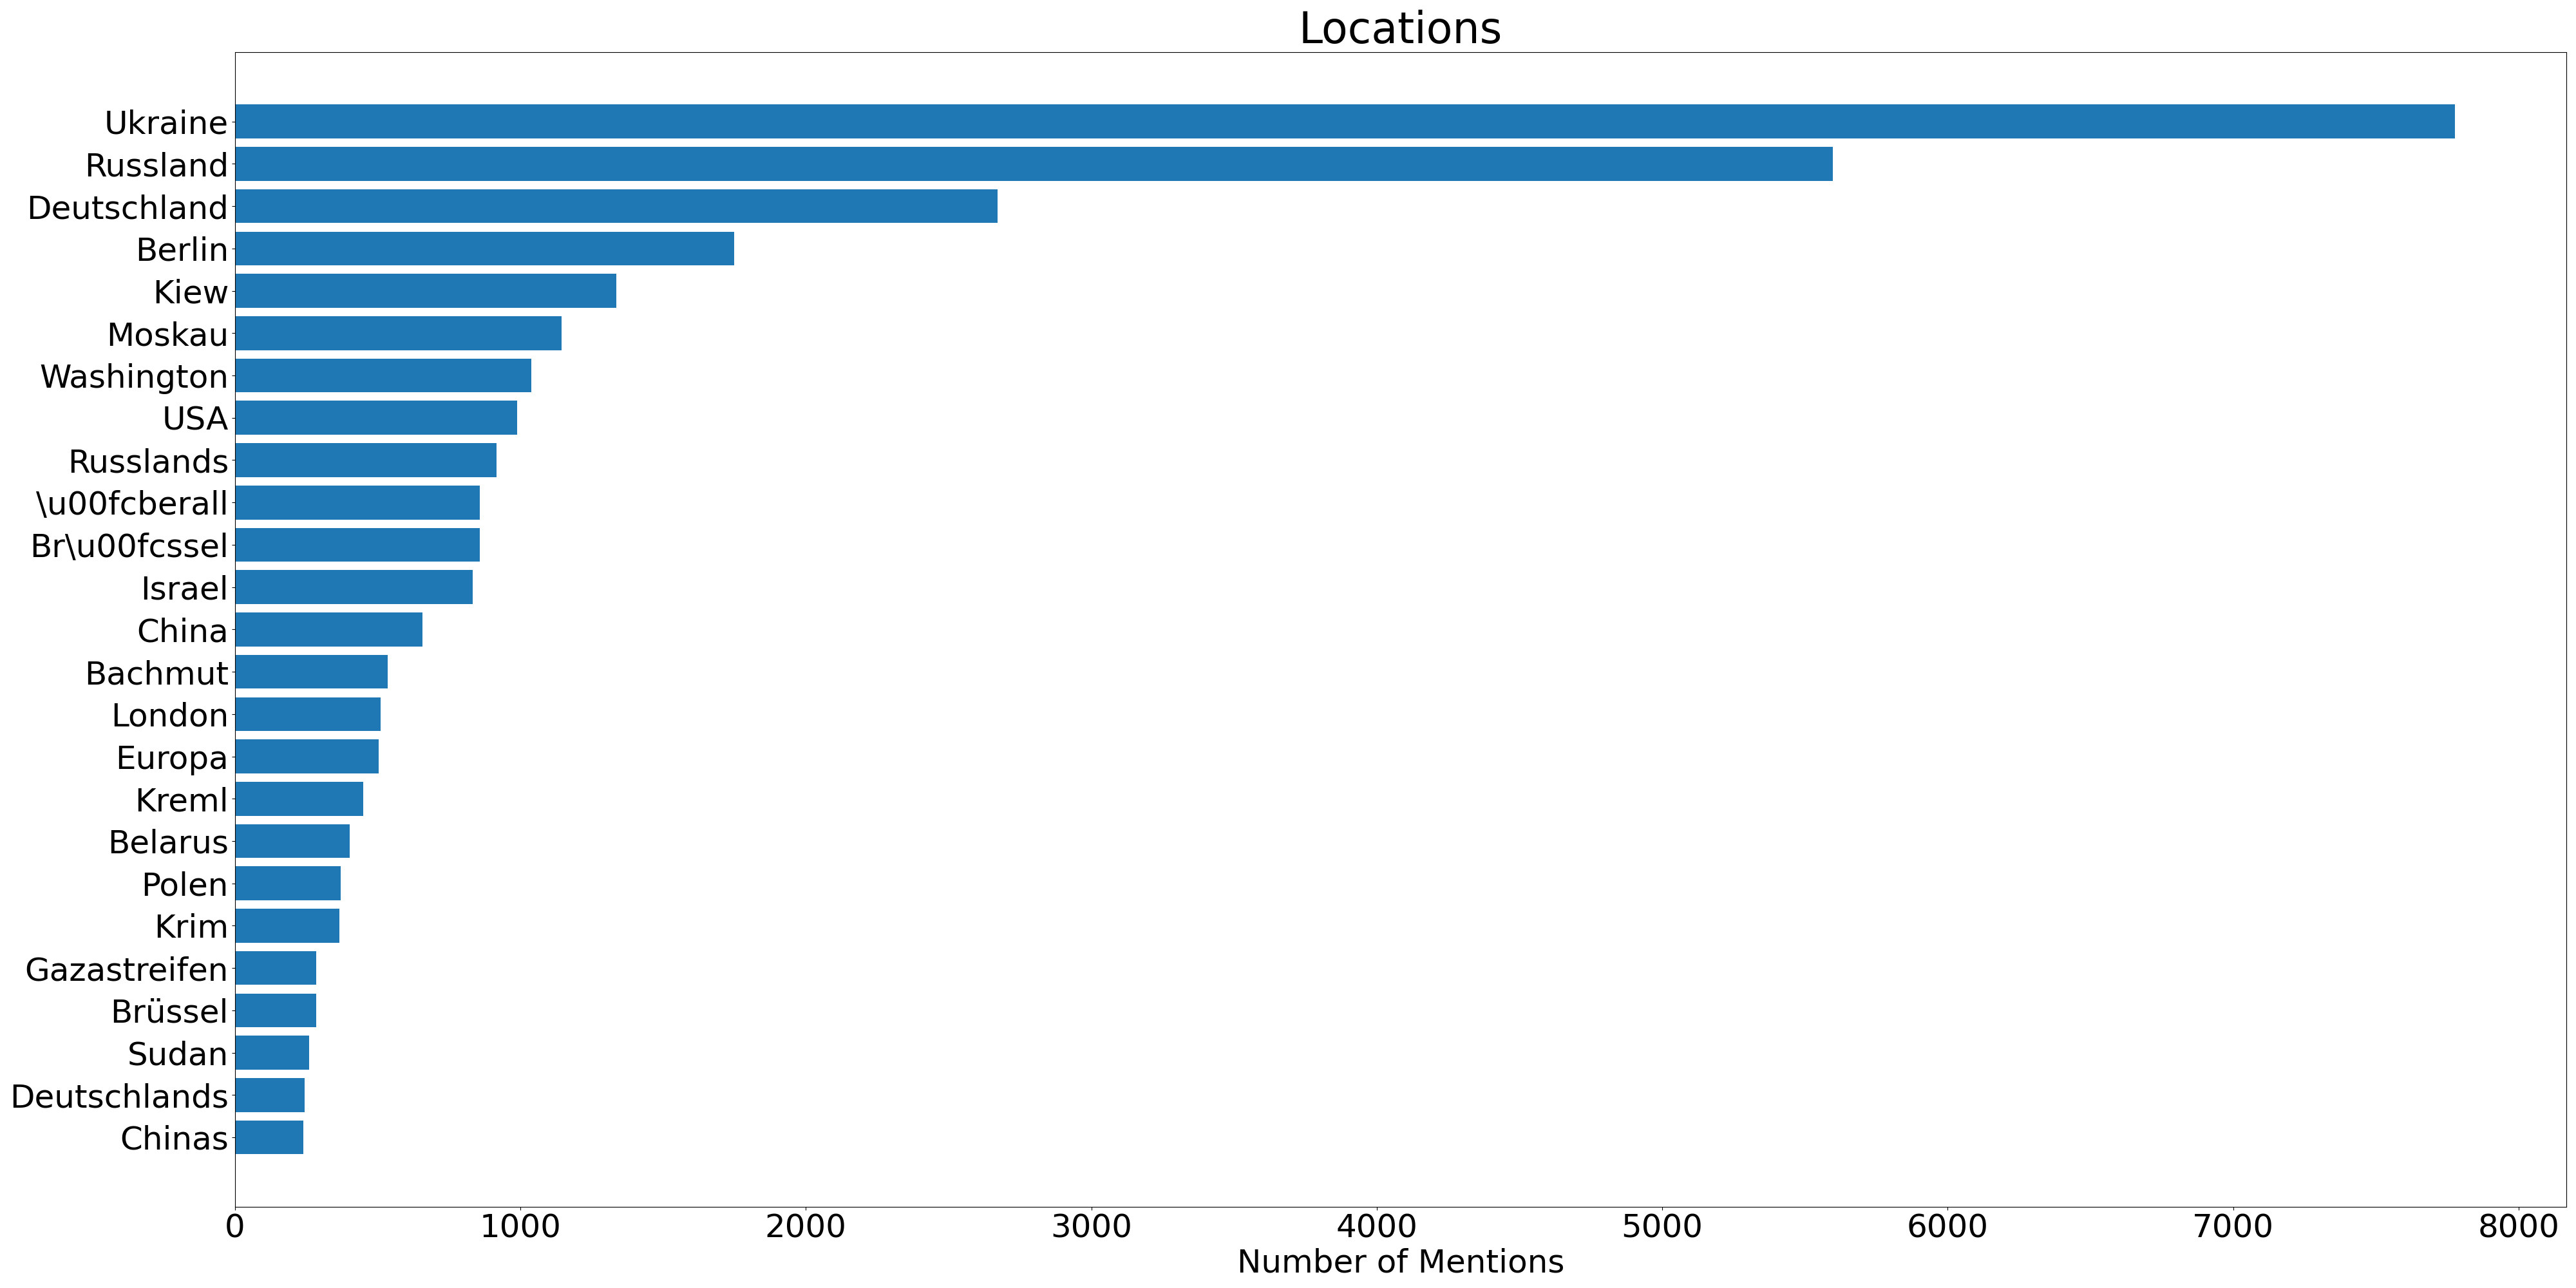 Locations
Ukraine
Russland
Deutschland
Berlin
Kiew
Moskau
Washington
USA
Russlands
\u00fcberall
Br\u00fcssel
Israel
China
Bachmut
London
Europa
Kreml
Belarus
Polen
Krim
Gazastreifen
Brüssel
Sudan
Deutschlands
Chinas
0 1000 2000 3000 4000 5000 6000 7000 8000
Number of Mentions